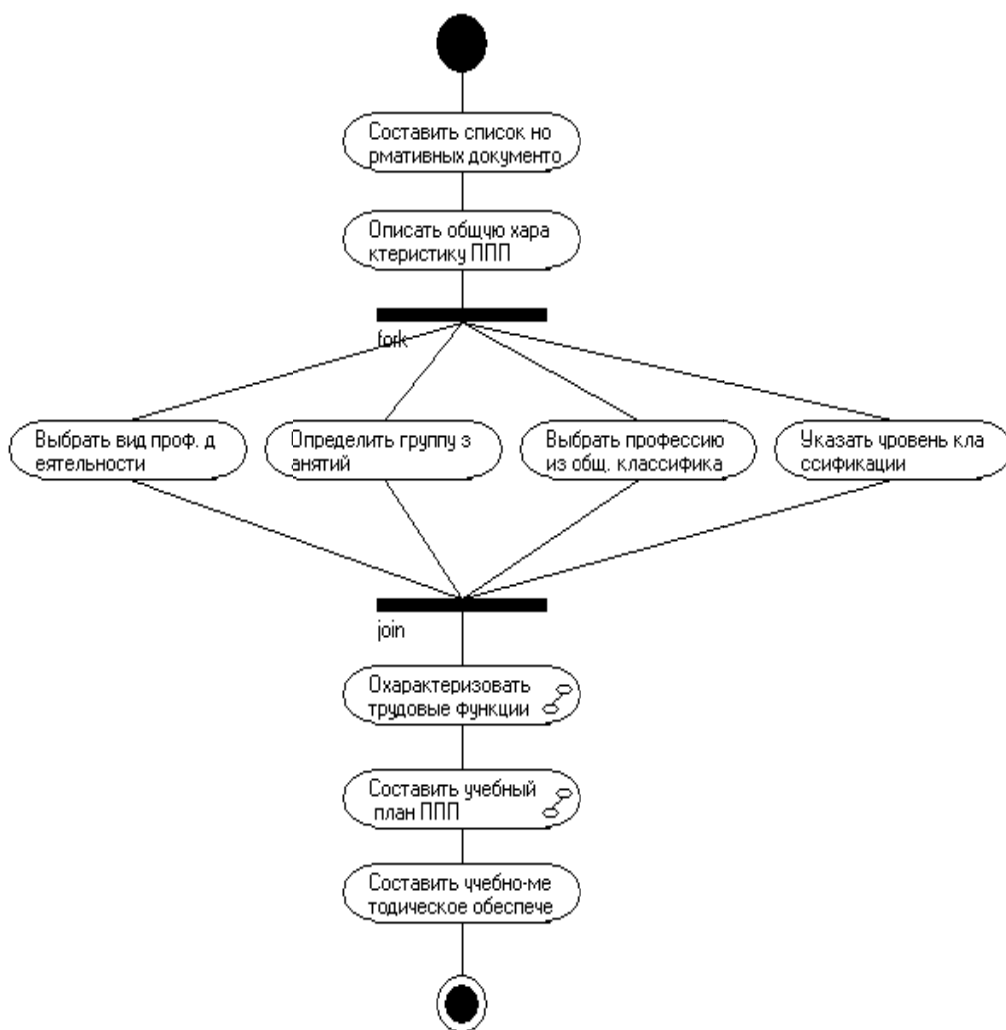 Составить список но
рмативных документо
Описать общую хара
ктеристику ППП
fork
Выбрать вид проф. д
еятельности
Определить группу з
анятий
Выбрать профессию
из общ. классифика
Указать уровень кла
ссификации
join
Охарактеризовать
трудовые функции
Составить учебный
план ППП
Составить учебно-ме
тодическое обеспече